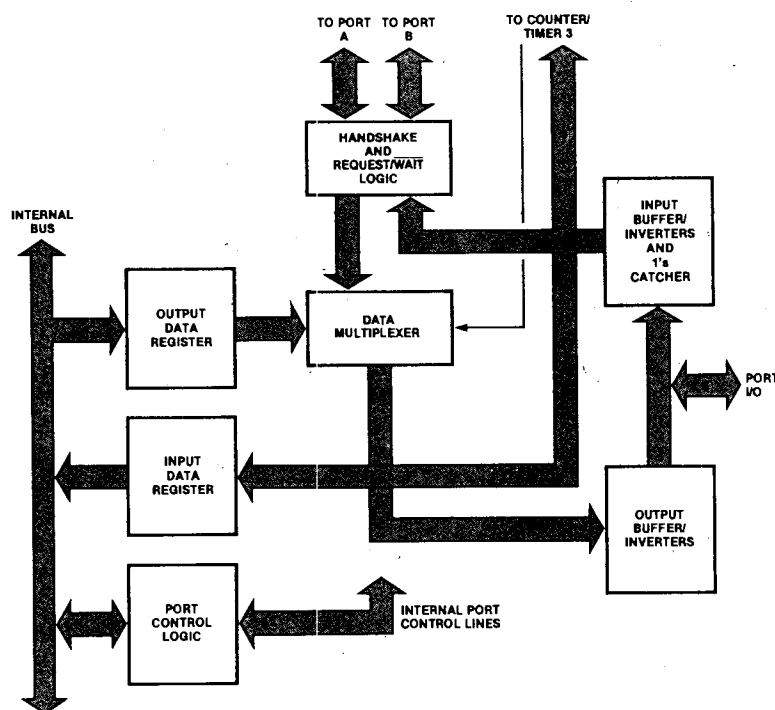 TO PORT
A
TO PORT
B
TO COUNTER/
TIMER 3
HANDSHAKE
AND
REQUEST/WAIT
LOGIC
INPUT
BUFFER/
INVERTERS
AND
1's
CATCHER
INTERNAL
BUS
OUTPUT
DATA
REGISTER
DATA
MULTIPLEXER
PORT
I/O
INPUT
DATA
REGISTER
OUTPUT
BUFFER/
INVERTERS
PORT
CONTROL
LOGIC
INTERNAL PORT
CONTROL LINES